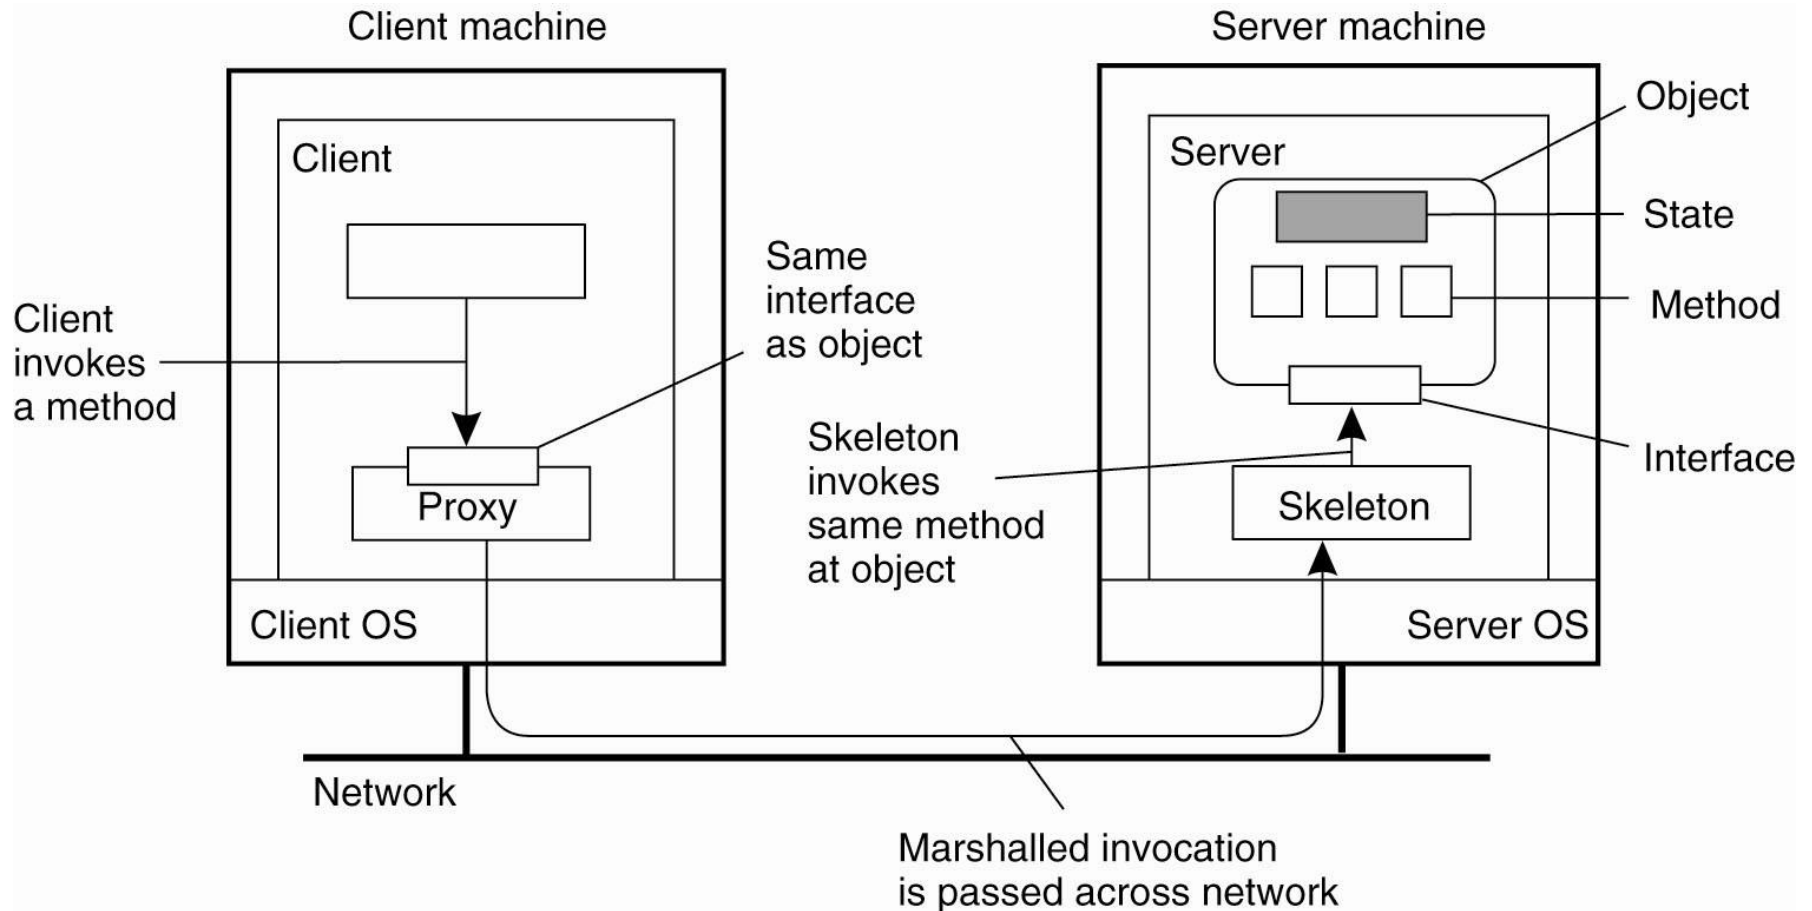 Client machine
Server machine
Object
Client
Server
State
Same
interface
as object
Client
invokes
a method
Method
Skeleton
invokes
same method
at object
Interface
Proxy
Skeleton
Client OS
Server OS
Network
Marshalled invocation
is passed across network